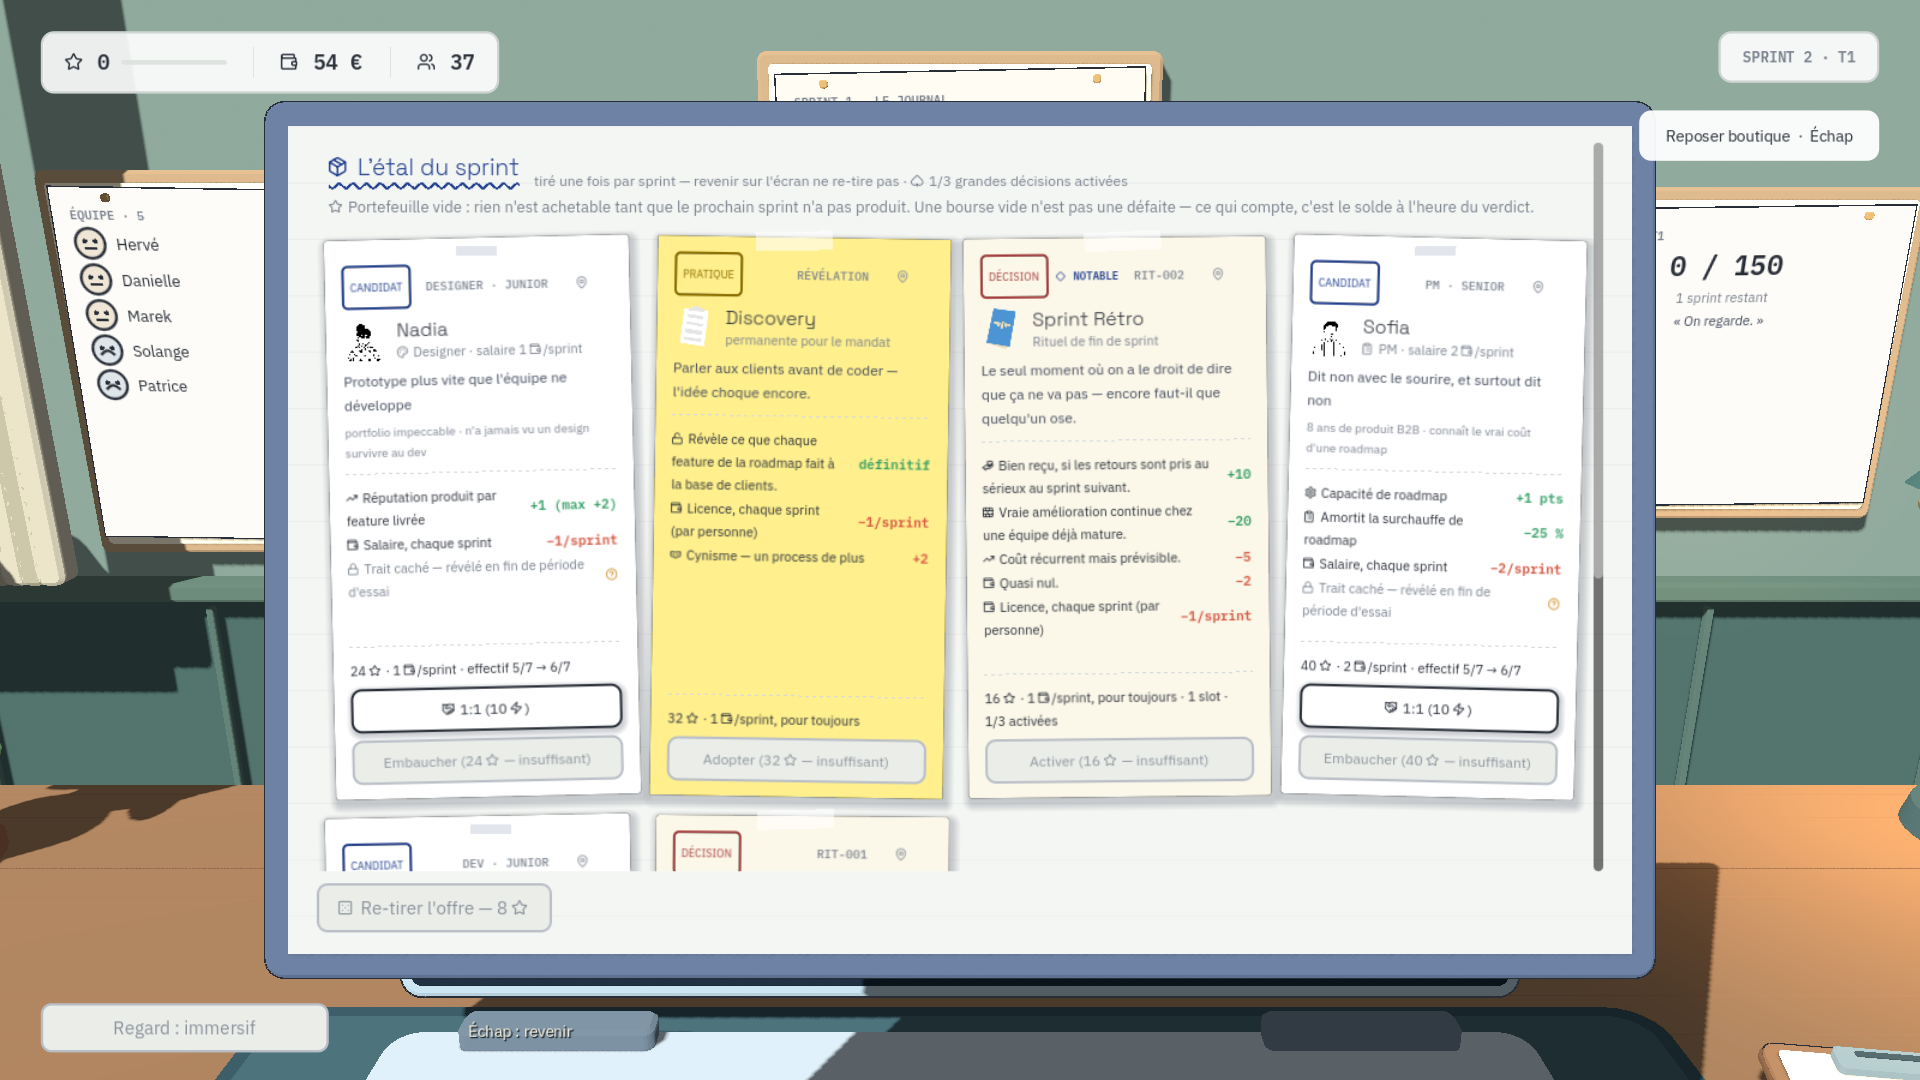 0
54 €
37
SPRINT 2 · T1
SPRINT 1 LE JOURNAL
Reposer boutique · Échap
L'étal du sprint
tiré une fois par sprint — revenir sur l'écran ne re-tire pas · 1/3 grandes décisions activées
Portefeuille vide : rien n'est achetable tant que le prochain sprint n'a pas produit. Une bourse vide n'est pas une défaite — ce qui compte, c'est le solde à l'heure du verdict.
ÉQUIPE · 5
Hervé
Danielle
Marek
Solange
Patrice
CANDIDAT
DESIGNER · JUNIOR
Nadia
Designer · salaire 1/sprint
Prototype plus vite que l'équipe ne
développe
portfolio impeccable · n'a jamais vu un design
survivre au dev
Réputation produit par
feature livrée
+1 (max +2)
Salaire, chaque sprint
−1/sprint
Trait caché — révélé en fin de période
d'essai
24 · 1/sprint · effectif 5/7 → 6/7
1:1 (10)
Embaucher (24 — insuffisant)
PRATIQUE
RÉVÉLATION
Discovery
permanente pour le mandat
Parler aux clients avant de coder —
l'idée choque encore.
Révèle ce que chaque
feature de la roadmap fait à
la base de clients.
définitif
Licence, chaque sprint
(par personne)
−1/sprint
Cynisme — un process de plus
+2
32 · 1/sprint, pour toujours
Adopter (32 — insuffisant)
DÉCISION
NOTABLE
RIT-002
Sprint Rétro
Rituel de fin de sprint
Le seul moment où on a le droit de dire
que ça ne va pas — encore faut-il que
quelqu'un ose.
Bien reçu, si les retours sont pris au
sérieux au sprint suivant.
+10
Vraie amélioration continue chez
une équipe déjà mature.
−20
Coût récurrent mais prévisible.
−5
Quasi nul.
−2
Licence, chaque sprint (par
personne)
−1/sprint
16 · 1/sprint, pour toujours · 1 slot ·
1/3 activées
Activer (16 — insuffisant)
CANDIDAT
PM · SENIOR
Sofia
PM · salaire 2/sprint
Dit non avec le sourire, et surtout dit
non
8 ans de produit B2B · connaît le vrai coût
d'une roadmap
Capacité de roadmap
+1 pts
Amortit la surchauffe de
roadmap
−25 %
Salaire, chaque sprint
−2/sprint
Trait caché — révélé en fin de
période d'essai
40 · 2/sprint · effectif 5/7 → 6/7
1:1 (10)
Embaucher (40 — insuffisant)
T1
0 / 150
1 sprint restant
« On regarde. »
CANDIDAT
DEV · JUNIOR
DÉCISION
RIT-001
Re-tirer l'offre — 8
Regard : immersif
Échap : revenir